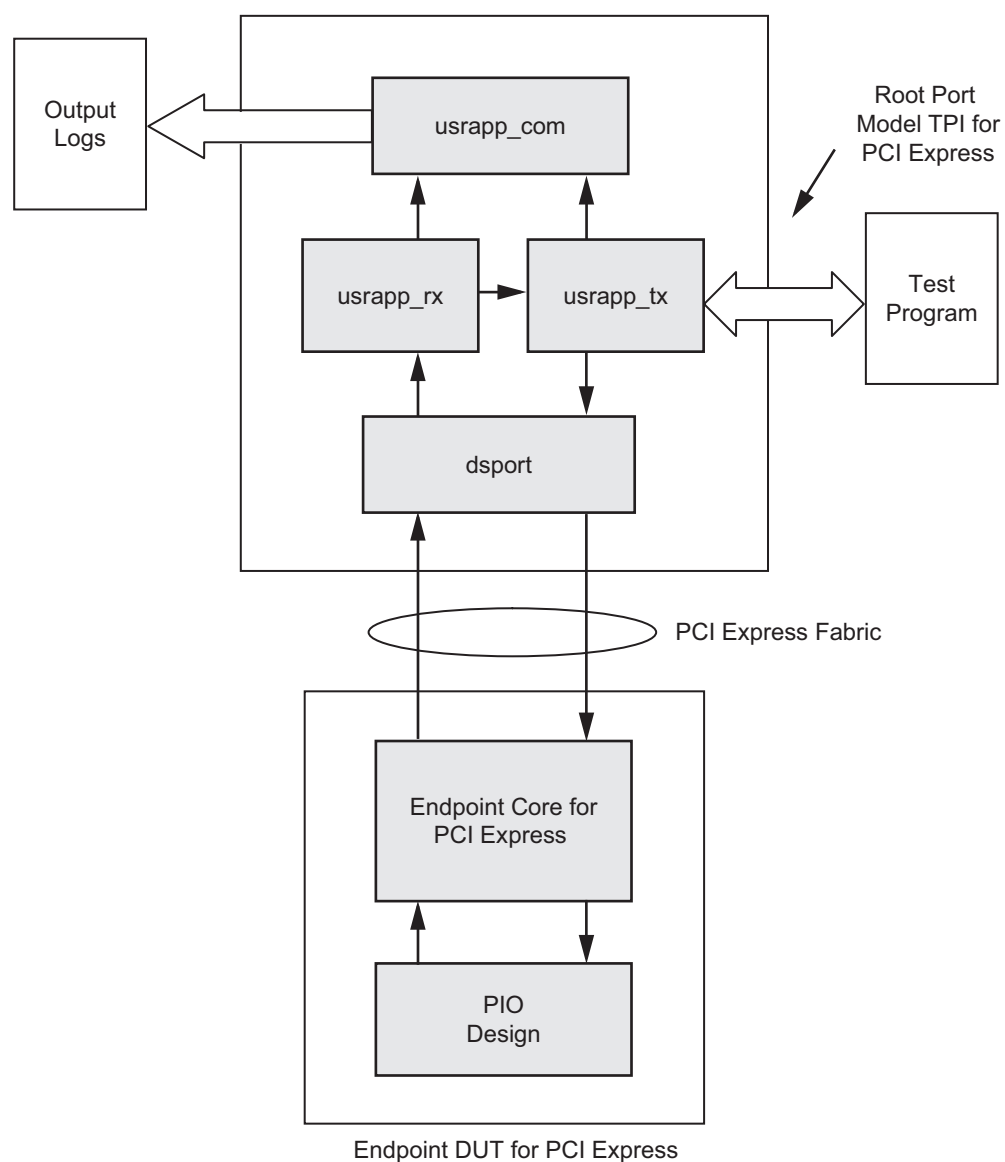 Output
Logs
usrapp_com
Root Port
Model TPI for
PCI Express
usrapp_rx
usrapp_tx
Test
Program
dsport
PCI Express Fabric
Endpoint Core for
PCI Express
PIO
Design
Endpoint DUT for PCI Express